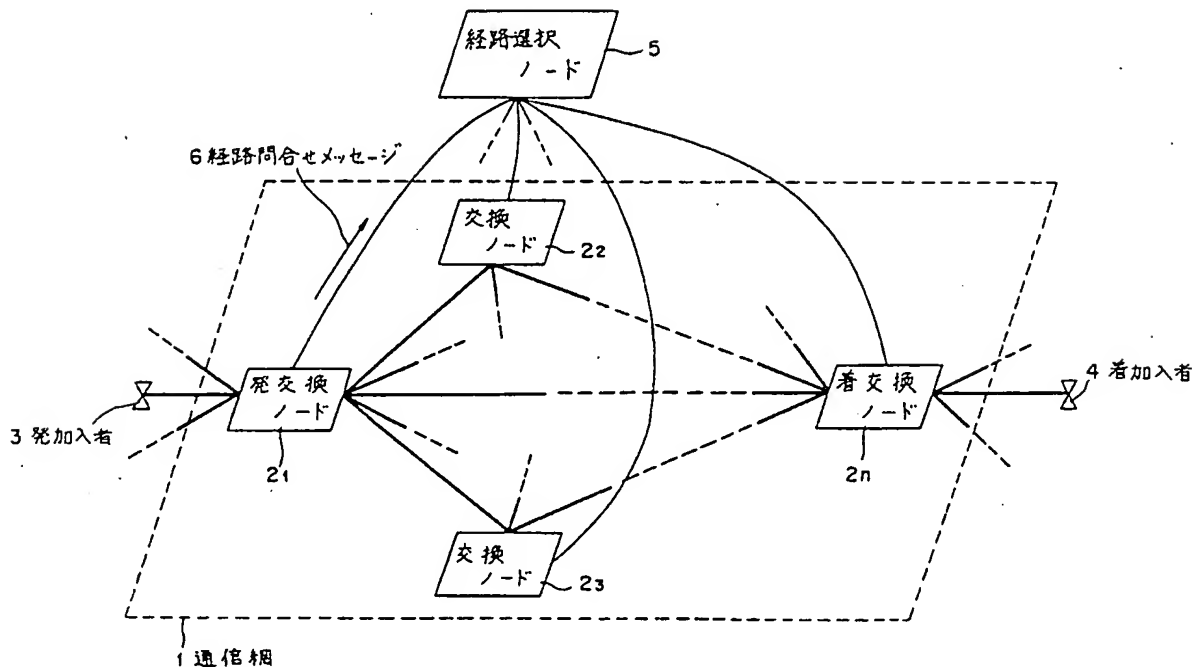 経路選択
ノード
5
6 経路問合せメッセージ
交換
ノード
22
発交換
ノード
21
3 発加入者
着交換
ノード
2n
4 着加入者
交換
ノード
23
1 通信網